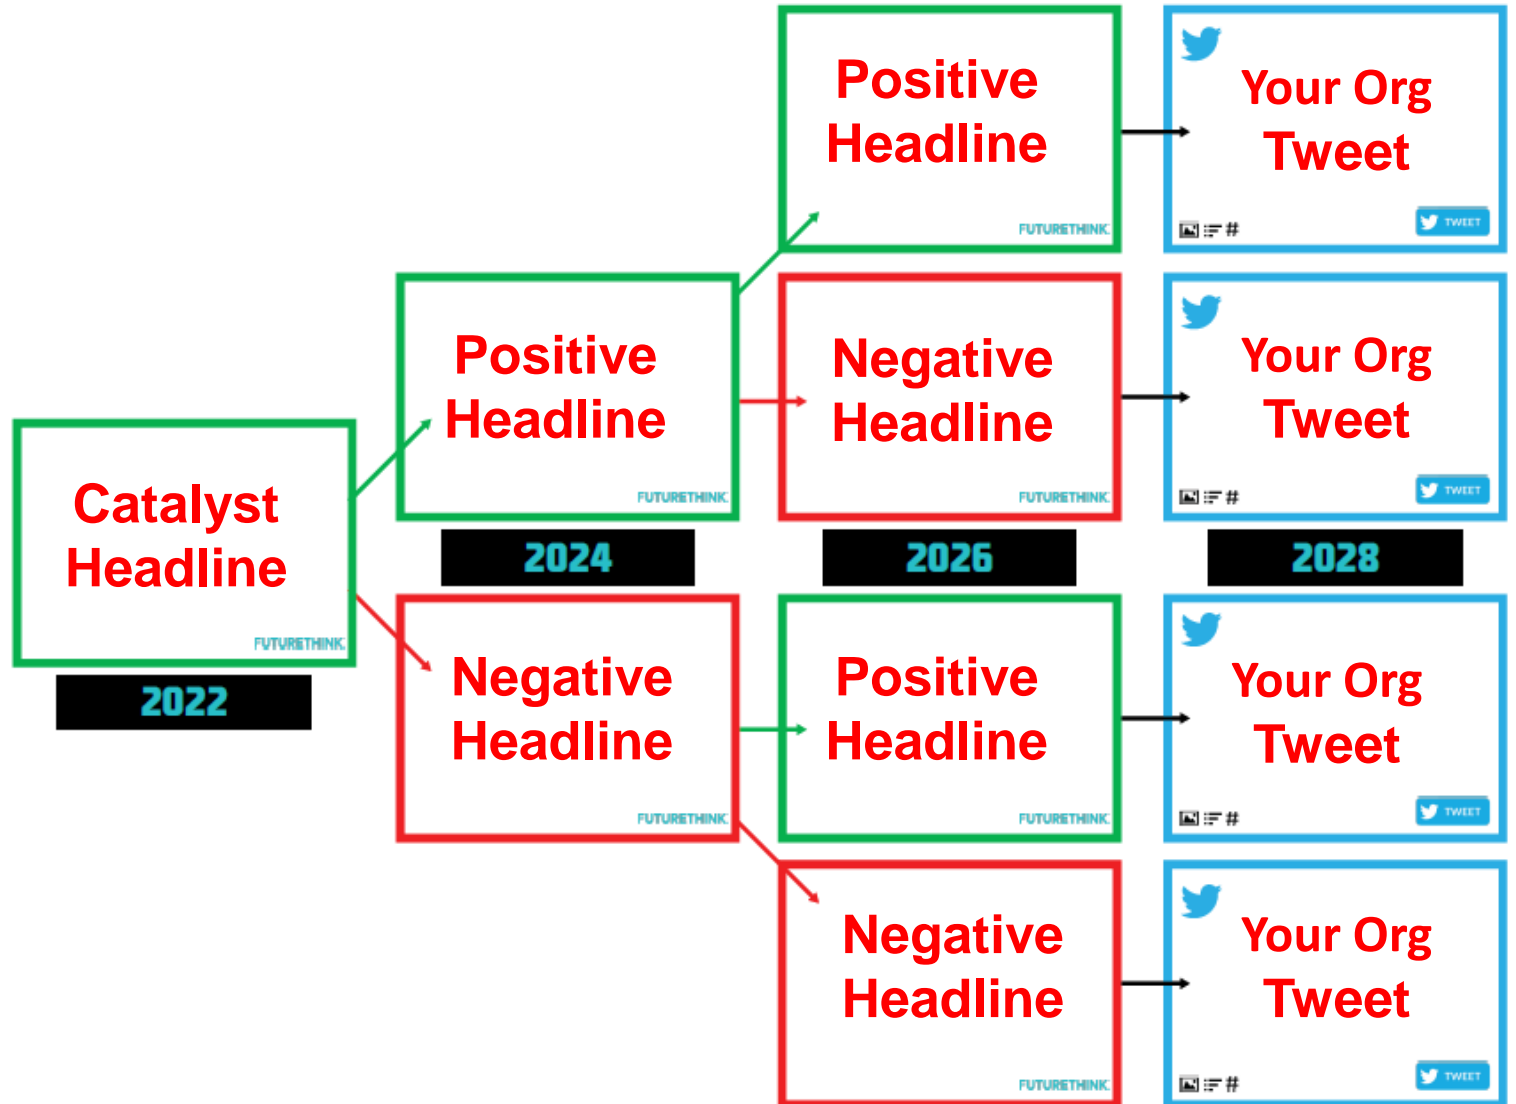 Catalyst
Headline
FUTURETHINK.
2022
Positive
Headline
FUTURETHINK.
2024
Negative
Headline
FUTURETHINK.
Positive
Headline
FUTURETHINK.
Negative
Headline
FUTURETHINK.
2026
Positive
Headline
FUTURETHINK.
Negative
Headline
FUTURETHINK.
Your Org
Tweet
#
TWEET
Your Org
Tweet
#
TWEET
2028
Your Org
Tweet
#
TWEET
Your Org
Tweet
#
TWEET